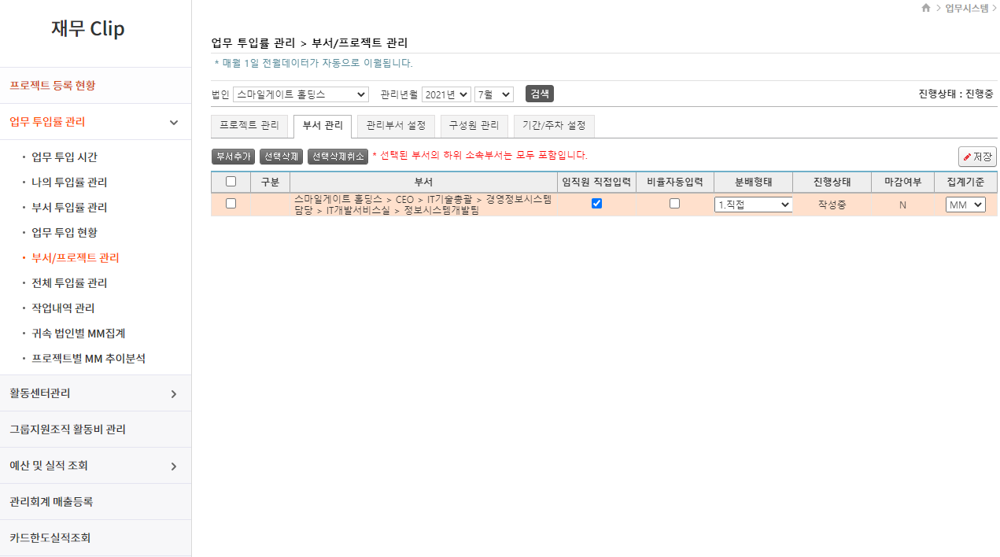 업무시스템
재무 Clip
프로젝트 등록 현황
업무 투입률 관리
업무 투입 시간
나의 투입률 관리
부서 투입률 관리
업무 투입 현황
부서/프로젝트 관리
전체 투입률 관리
작업내역 관리
귀속 법인별 MM집계
프로젝트별 MM 추이분석
활동센터관리
그룹지원조직 활동비 관리
예산 및 실적 조회
관리회계 매출등록
카드한도실적조회
업무 투입률 관리 > 부서/프로젝트 관리
* 매월 1일 전월데이터가 자동으로 이월됩니다.
법인 스마일게이트 홀딩스 관리년월 2021년 7월 검색 진행상태 : 진행중
프로젝트 관리 부서 관리 관리부서 설정 구성원 관리 기간/주차 설정
부서추가 선택삭제 선택삭제취소 * 선택된 부서의 하위 소속부서는 모두 포함입니다. 저장
구분 부서 임직원 직접입력 비율자동입력 분배형태 진행상태 마감여부 집계기준
스마일게이트 홀딩스 > CEO > IT기술총괄 > 경영정보시스템
담당 > IT개발서비스실 > 정보시스템개발팀 1.직접 작성중 N MM